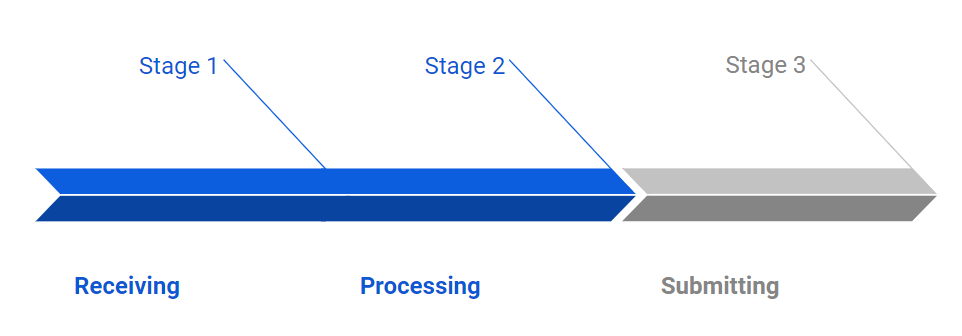 Stage 1
Stage 2
Stage 3
Receiving
Processing
Submitting